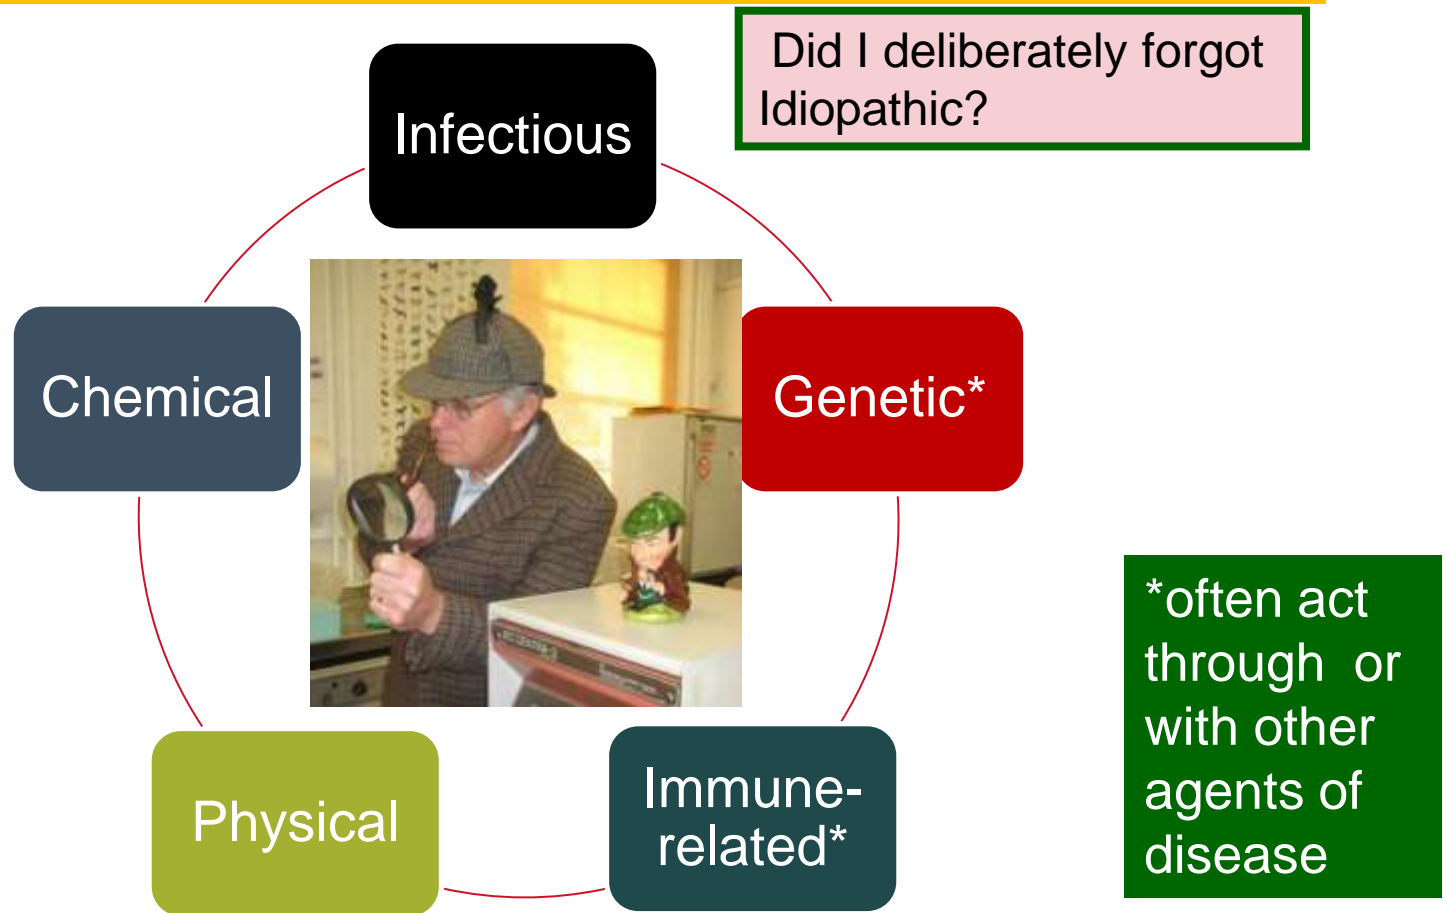 Did I deliberately forgot
Idiopathic?
Infectious
Chemical
Genetic*
Physical
Immune-
related*
*often act
through or
with other
agents of
disease